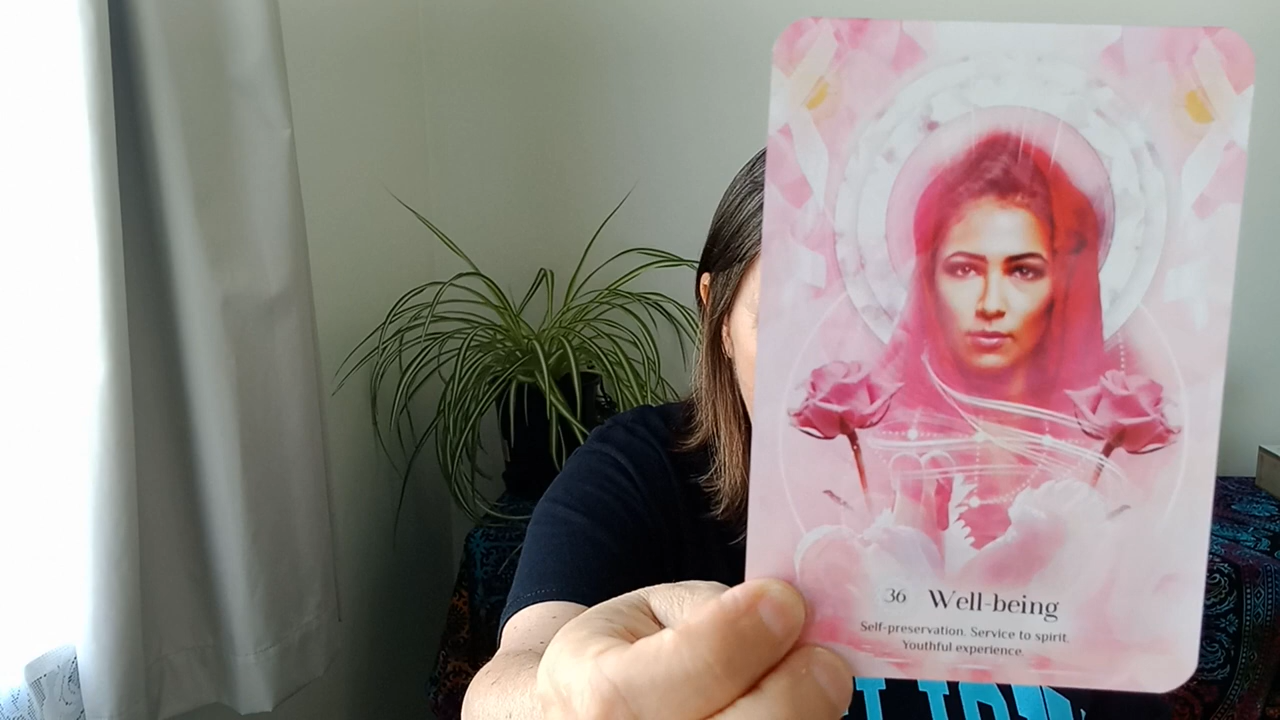 36 Well-being
Self-preservation. Service to spirit.
Youthful experience.